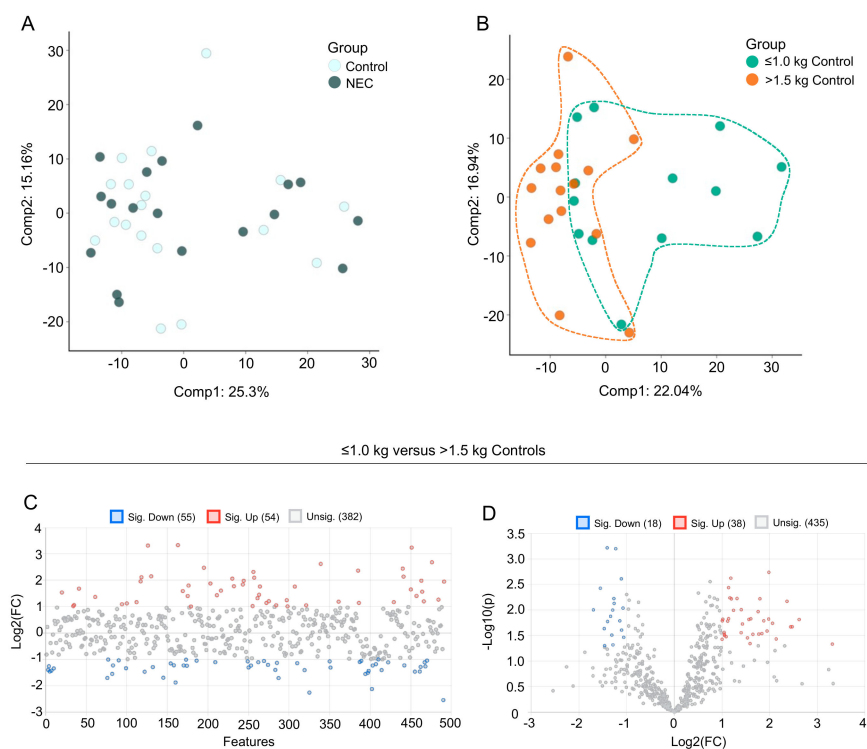 A
Group
Control
NEC
30
20
10
0
-10
-20
Comp2: 15.16%
-10
0
10
20
30
Comp1: 25.3%
B
Group
≤1.0 kg Control
>1.5 kg Control
20
10
0
-10
-20
Comp2: 16.94%
-10
0
10
20
30
Comp1: 22.04%
≤1.0 kg versus >1.5 kg Controls
C
Sig. Down (55)
Sig. Up (54)
Unsig. (382)
4
3
2
1
0
-1
-2
-3
Log2(FC)
0
50
100
150
200
250
300
350
400
450
500
Features
D
Sig. Down (18)
Sig. Up (38)
Unsig. (435)
3.5
3.0
2.5
2.0
1.5
1.0
0.5
0
-Log10(p)
-3
-2
-1
0
1
2
3
4
Log2(FC)